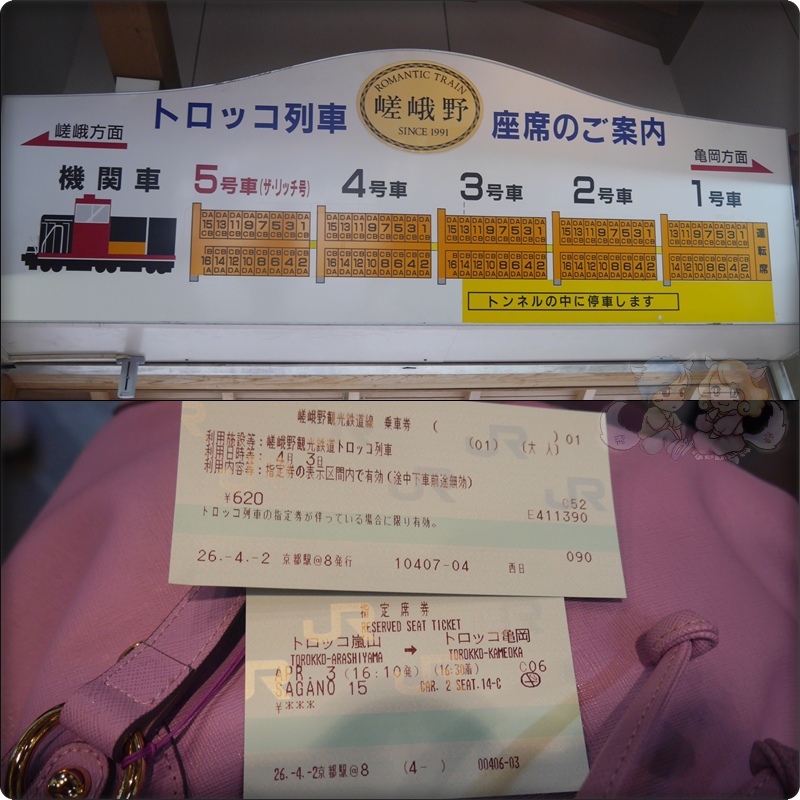 ROMANTIC TRAIN
嵯峨野
SINCE 1991
トロッコ列車
座席のご案内
嵯峨方面
亀岡方面
機関車
5号車(ザ・リッチ号)
4号車
3号車
2号車
1号車
運転席
トンネルの中に停車します
嵯峨野観光鉄道線 乗車券 (
)01
(01) (大人)
利用施設等:嵯峨野観光鉄道トロッコ列車
利用日時等: 4月 3日
利用内容等:指定券の表示区間内で有効(途中下車前途無効)
¥620
C52
トロッコ列車の指定券が伴っている場合に限り有効。
E411390
26.-4.-2 京都駅@8発行 10407-04 西日 090
指定席券
RESERVED SEAT TICKET
トロッコ嵐山 → トロッコ亀岡
TOROKKO-ARASHIYAMA TOROKKO-KAMEOKA
APR. 3 (16:10発) (16:30着) C06
SAGANO 15 CAR. 2 SEAT.14-C
¥***
26.-4.-2京都駅@8 (4- ) 00406-03